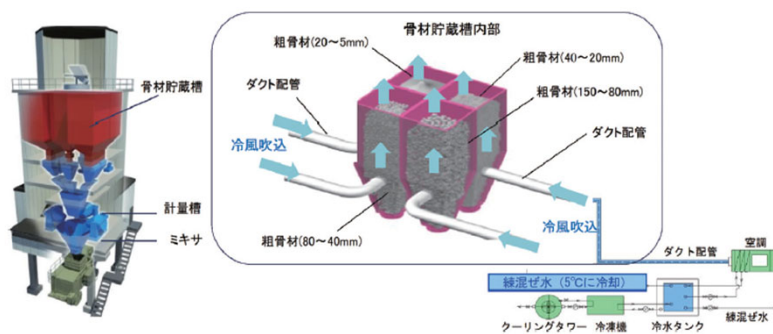 骨材貯蔵槽
計量槽
ミキサ
骨材貯蔵槽内部
粗骨材(20～5mm)
粗骨材(40～20mm)
ダクト配管
粗骨材(150～80mm)
冷風吹込
ダクト配管
粗骨材(80～40mm)
冷風吹込
ダクト配管
空調
練混ぜ水（5℃に冷却）
クーリングタワー
冷凍機
冷水タンク
練混ぜ水